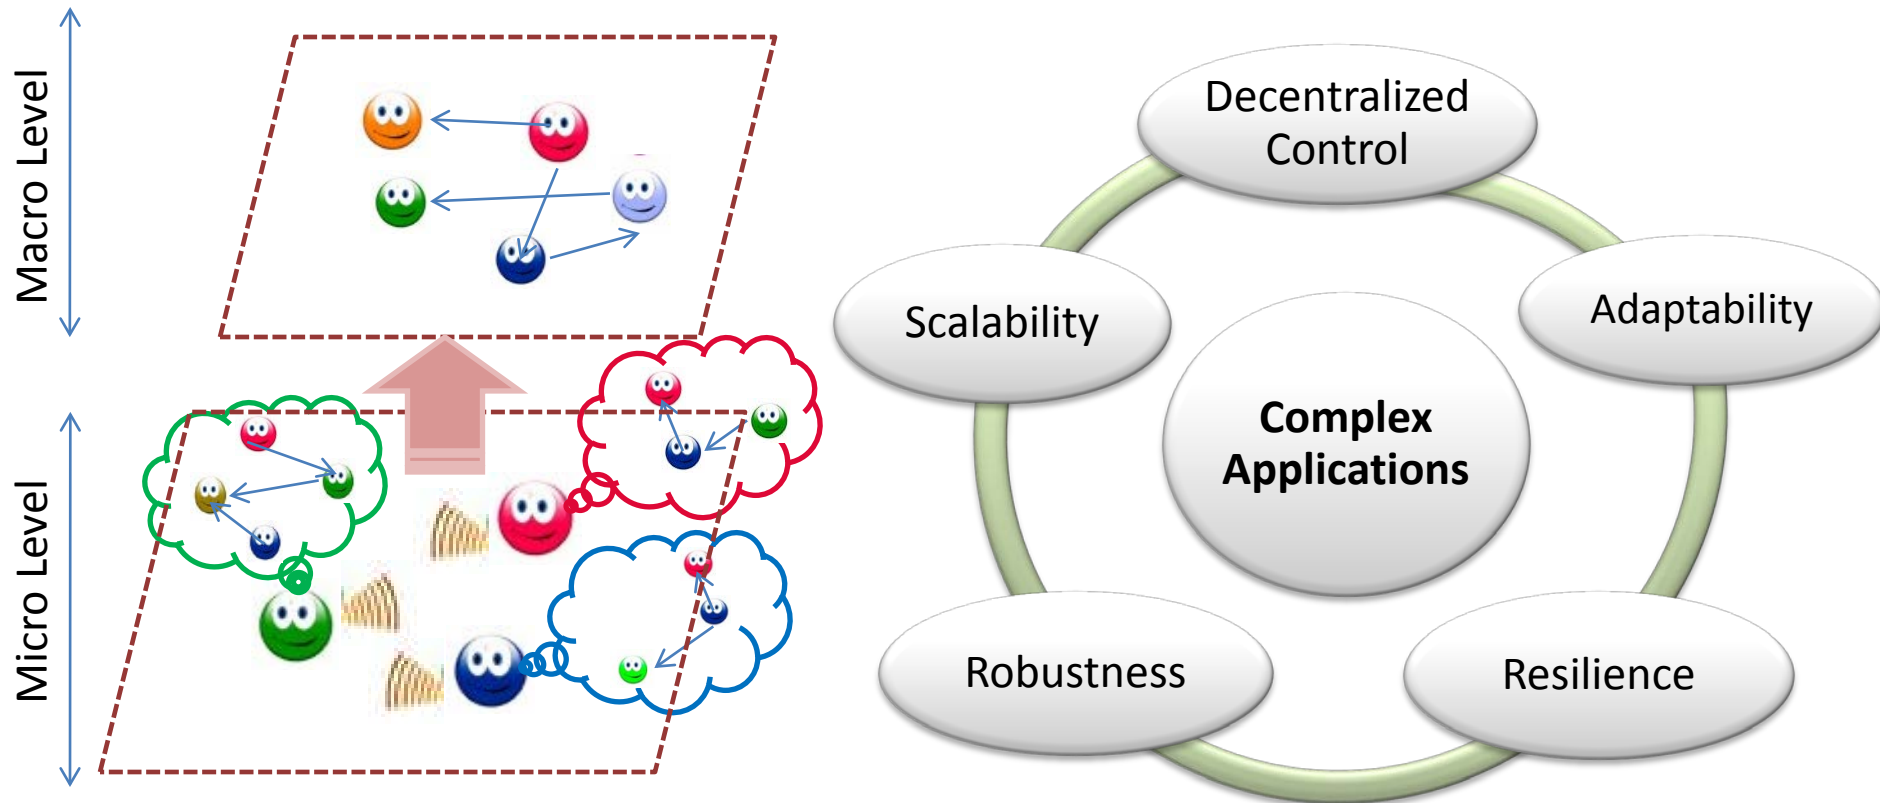 Macro Level
Micro Level
Decentralized
Control
Scalability
Adaptability
Complex
Applications
Robustness
Resilience